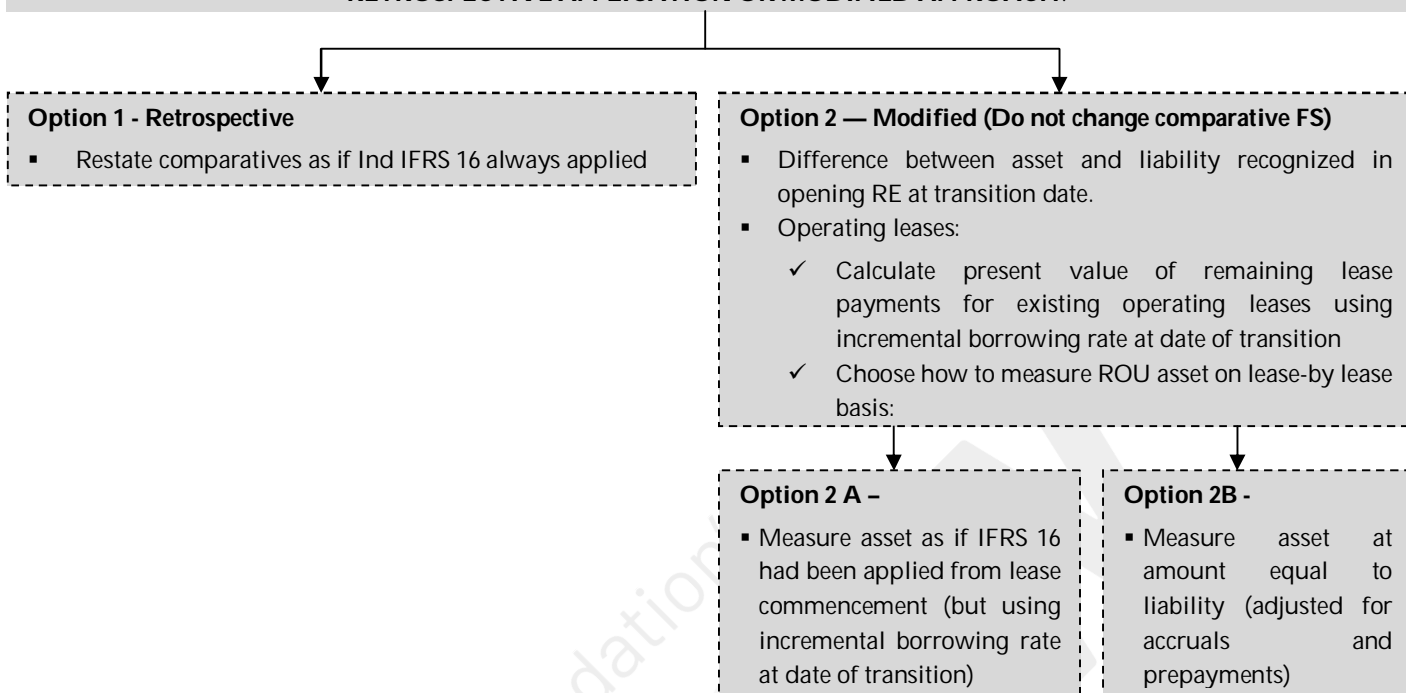 Option 1 - Retrospective
▪ Restate comparatives as if Ind IFRS 16 always applied
Option 2 — Modified (Do not change comparative FS)
▪ Difference between asset and liability recognized in
opening RE at transition date.
▪ Operating leases:
✓ Calculate present value of remaining lease
payments for existing operating leases using
incremental borrowing rate at date of transition
✓ Choose how to measure ROU asset on lease-by lease
basis:
Option 2 A –
▪ Measure asset as if IFRS 16
had been applied from lease
commencement (but using
incremental borrowing rate
at date of transition)
Option 2B -
▪ Measure asset at
amount equal to
liability (adjusted for
accruals and
prepayments)